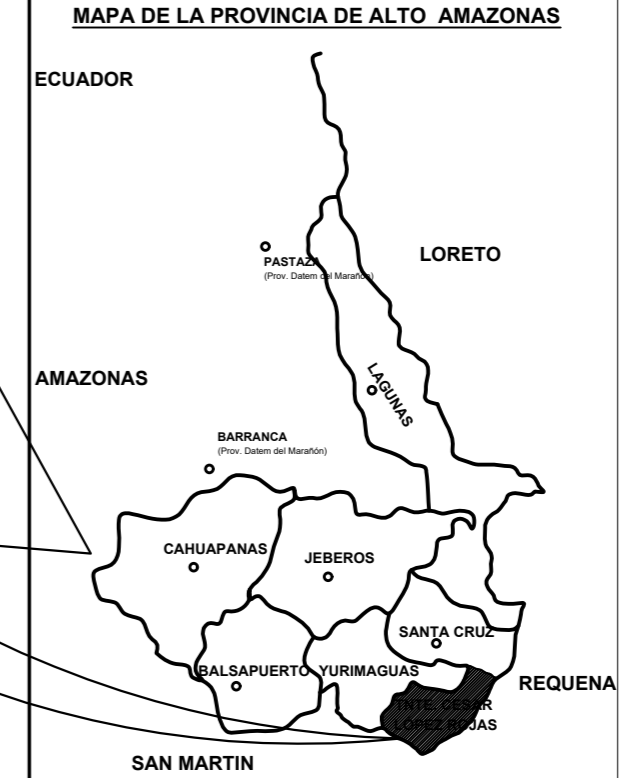 MAPA DE LA PROVINCIA DE ALTO AMAZONAS
ECUADOR
LORETO
PASTAZA
(Prov. Datem del Marañón)
AMAZONAS
LAGUNAS
BARRANCA
(Prov. Datem del Marañón)
CAHUAPANAS
JEBEROS
SANTA CRUZ
BALSAPUERTO
YURIMAGUAS
REQUENA
TNTE. CESAR
LÓPEZ ROJAS
SAN MARTIN